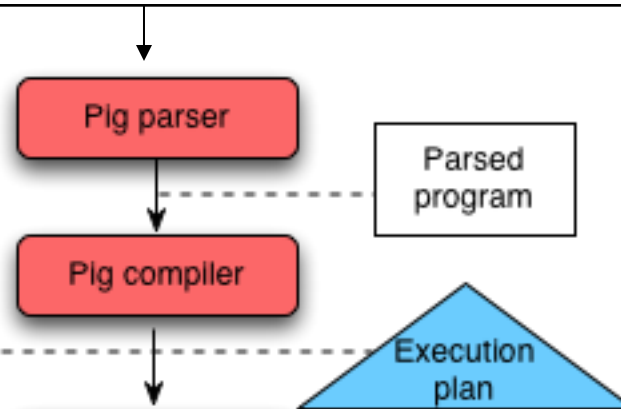 Pig parser
Parsed
program
Pig compiler
Execution
plan